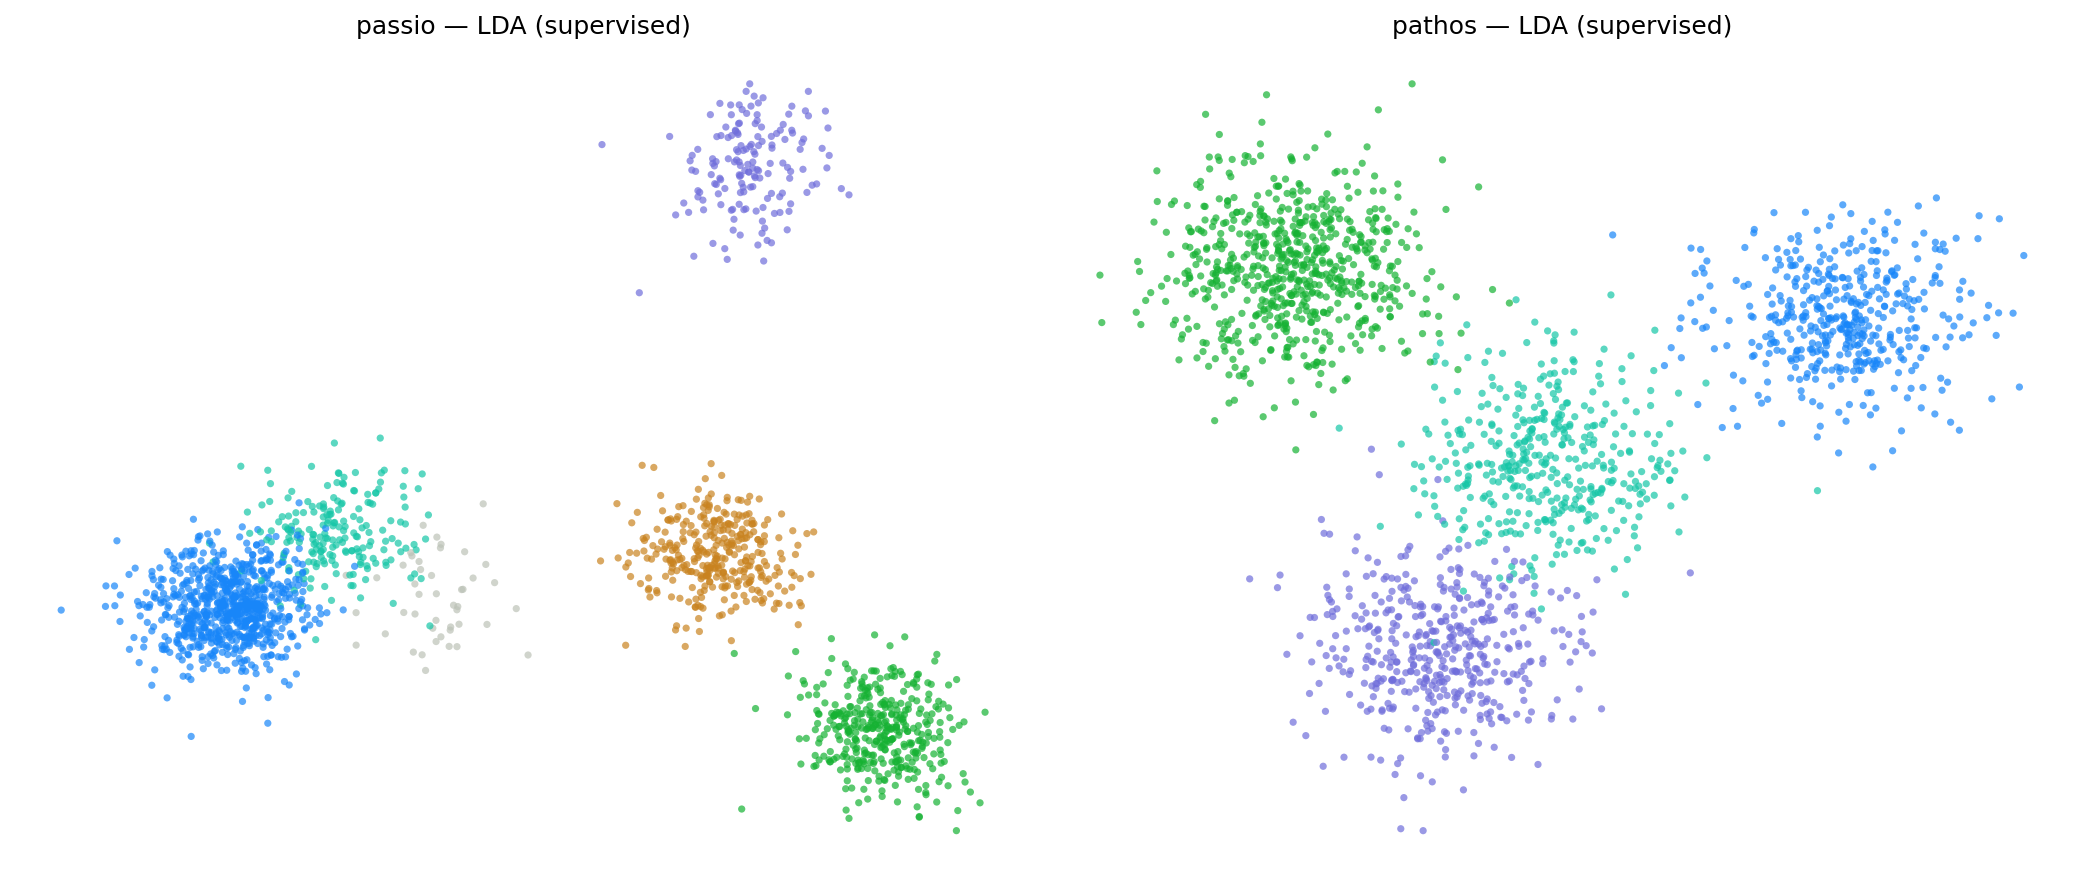 passio — LDA (supervised)
pathos — LDA (supervised)